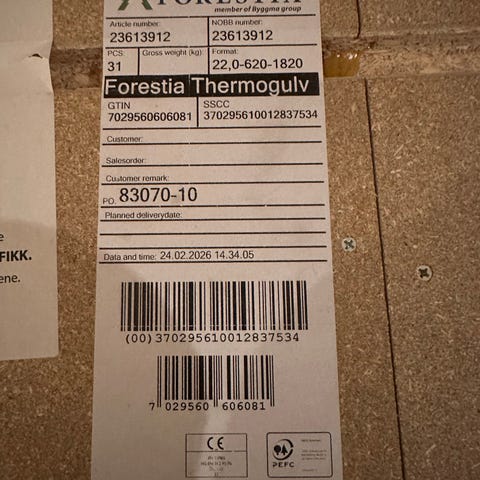 FORESTIA
member of Byggma group
Article number: NOBB number:
23613912 23613912
PCS: Gross weight (kg): Format:
31 22,0-620-1820
Forestia Thermogulv
GTIN SSCC
7029560606081 370295610012837534
Customer:
Salesorder:
Customer remark:
PO. 83070-10
Planned deliverydate:
Data and time: 24.02.2026 14.34.05
(00)370295610012837534
7 029560 606081
CE
PEFC
e
FIKK.
ene.